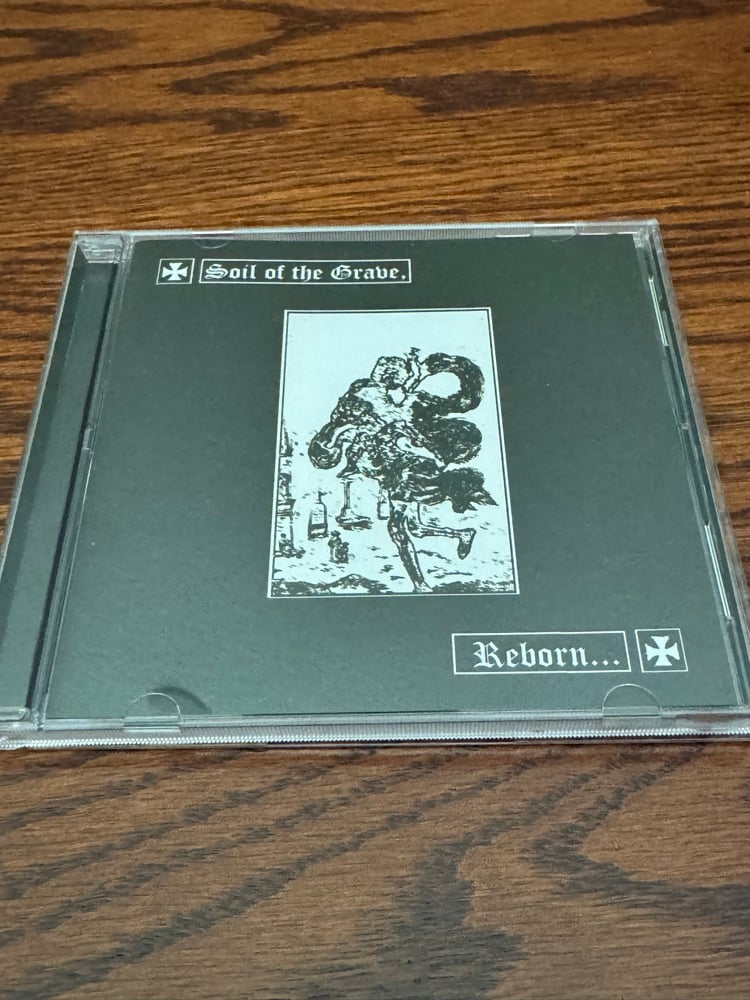 Soil of the Grave,
Reborn...